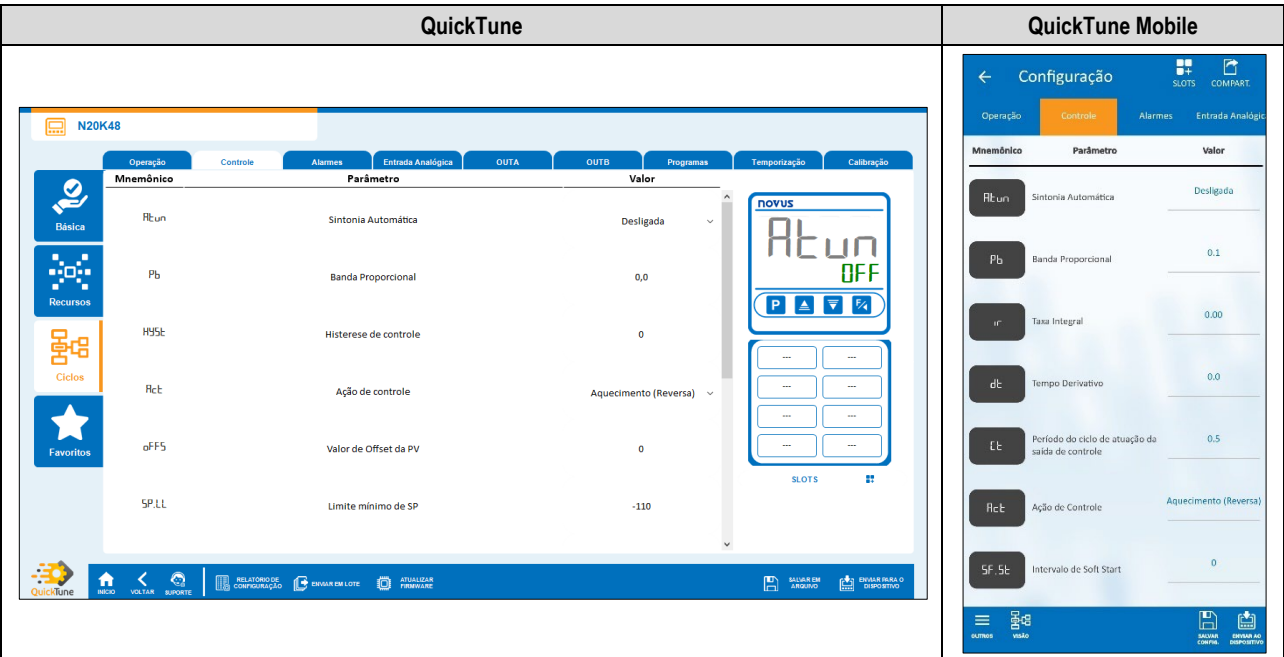 QuickTune
QuickTune Mobile
N20K48
Operação Controle Alarmes Entrada Analógica OUTA OUTB Programas Temporização Calibração
Básica
Recursos
Ciclos
Favoritos
Mnemônico Parâmetro Valor
Atun Sintonia Automática Desligada
Pb Banda Proporcional 0,0
HYSt Histerese de controle 0
Act Ação de controle Aquecimento (Reversa)
oFFS Valor de Offset da PV 0
SP.LL Limite mínimo de SP -110
novus
Atun
OFF
P F/◄
--- ---
--- ---
--- ---
--- ---
SLOTS
QuickTune
INÍCIO VOLTAR SUPORTE
RELATÓRIO DE
CONFIGURAÇÃO
ENVIAR EM LOTE
ATUALIZAR
FIRMWARE
SALVAR EM
ARQUIVO
ENVIAR PARA O
DISPOSITIVO
Configuração
SLOTS COMPART.
Operação Controle Alarmes Entrada Analógic
Mnemônico Parâmetro Valor
Atun Sintonia Automática Desligada
Pb Banda Proporcional 0.1
ir Taxa Integral 0.00
dt Tempo Derivativo 0.0
Ct Período do ciclo de atuação da
saída de controle 0.5
Act Ação de Controle Aquecimento (Reversa)
SF.St Intervalo de Soft Start 0
OUTROS VISÃO
SALVAR
CONFIG.
ENVIAR AO
DISPOSITIVO